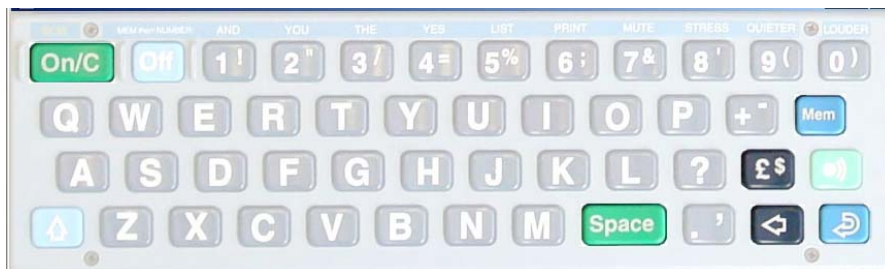 MEM PHY NUMBER AND YOU THE YES LIST PRINT MUTE STRESS QUIETER LOUDER
On/C Off 1 ! 2 " 3 / 4 = 5 % 6 ; 7 & 8 ' 9 ( 0 )
Q W E R T Y U I O P + - Mem
A S D F G H J K L ? £ $
Z X C V B N M Space . '